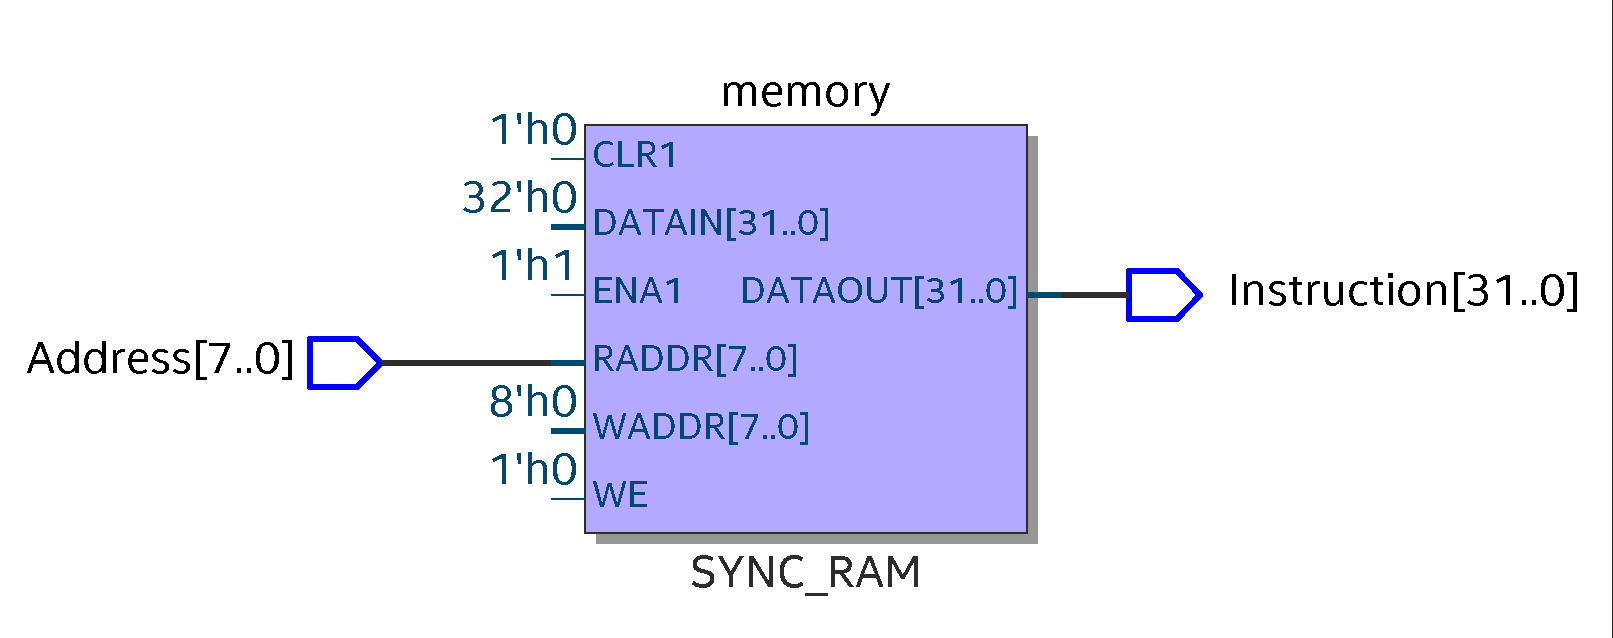 memory
1'h0
CLR1
32'h0
DATAIN[31..0]
1'h1
ENA1
DATAOUT[31..0]
Instruction[31..0]
Address[7..0]
RADDR[7..0]
8'h0
WADDR[7..0]
1'h0
WE
SYNC_RAM